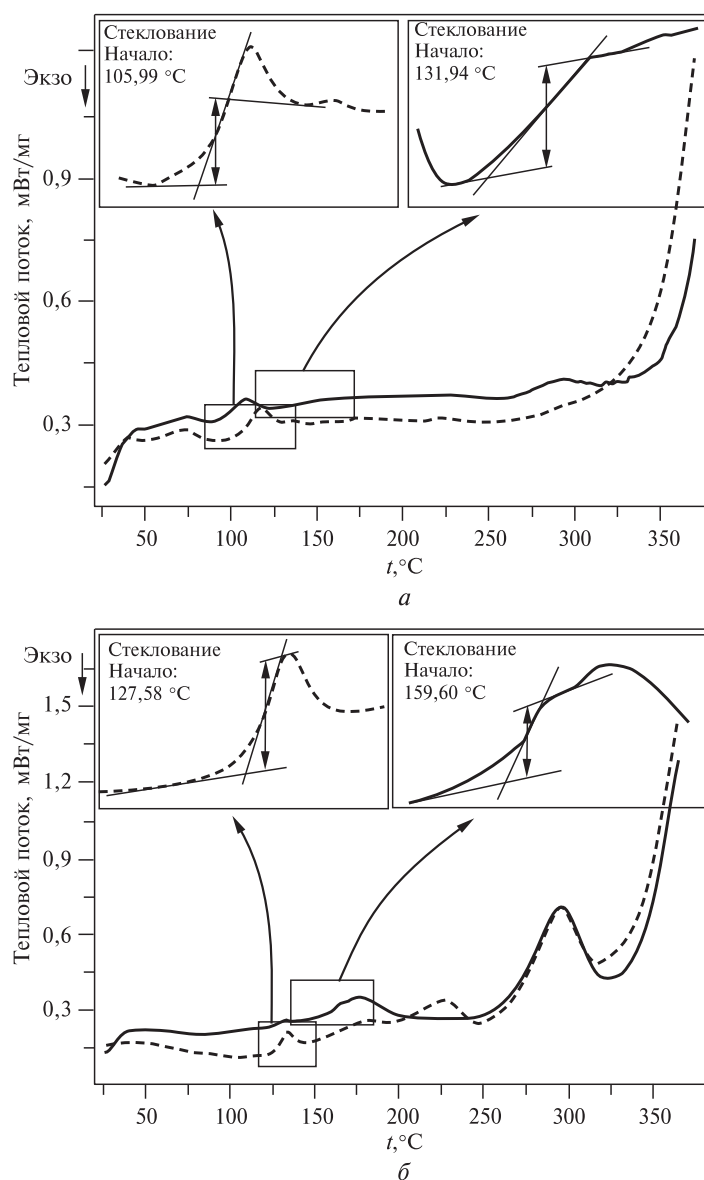 Стеклование
Начало:
105,99 °C
Стеклование
Начало:
131,94 °C
Экзо
Тепловой поток, мВт/мг
0,9
0,6
0,3
50 100 150 200 250 300 350
t,°C
а
Стеклование
Начало:
127,58 °C
Стеклование
Начало:
159,60 °C
Экзо
Тепловой поток, мВт/мг
1,5
1,2
0,9
0,6
0,3
50 100 150 200 250 300 350
t,°C
б